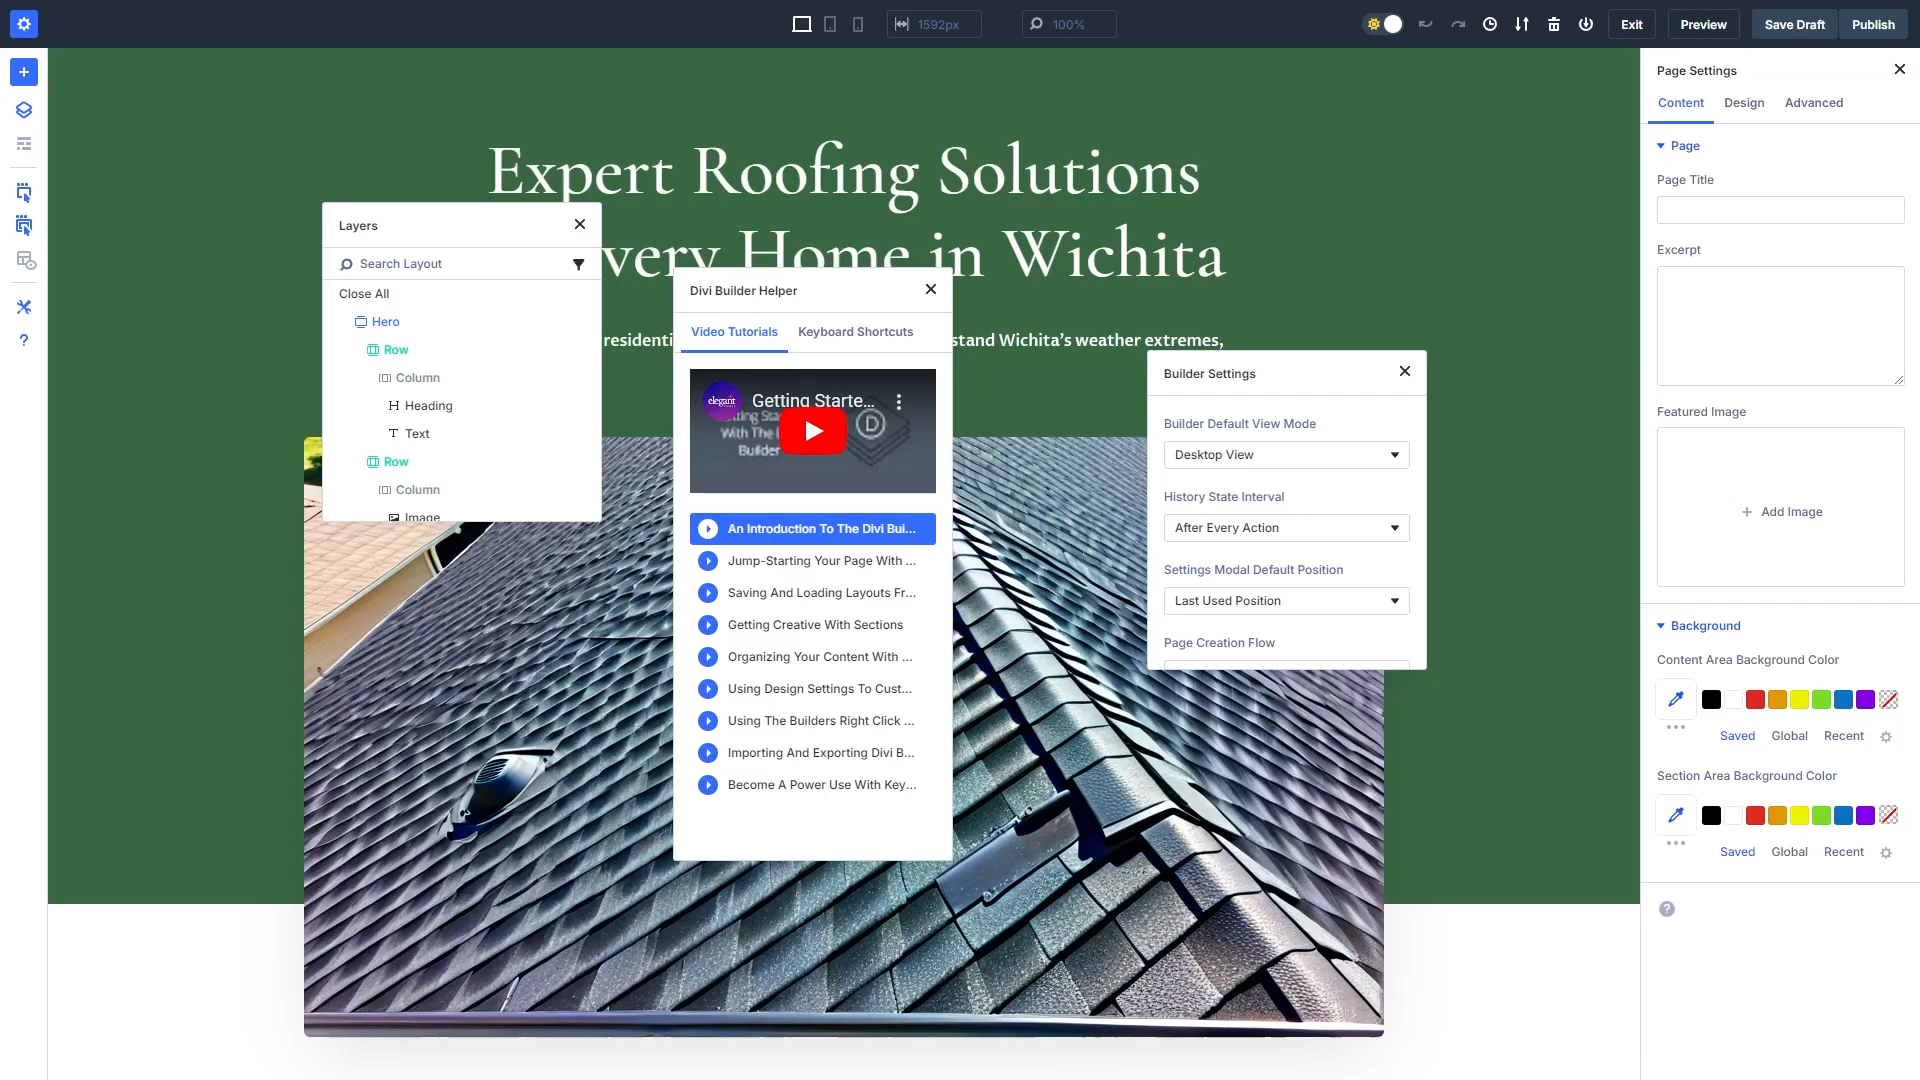 1592px
100%
Exit
Preview
Save Draft
Publish
Expert Roofing Solutions
very Home in Wichita
residenti
stand Wichita's weather extremes,
Layers
Search Layout
Close All
Hero
Row
Column
Heading
Text
Row
Column
Image
Divi Builder Helper
Video Tutorials
Keyboard Shortcuts
elegant
Getting Starte...
With The
Builder
An Introduction To The Divi Bui...
Jump-Starting Your Page With ...
Saving And Loading Layouts Fr...
Getting Creative With Sections
Organizing Your Content With ...
Using Design Settings To Cust...
Using The Builders Right Click ...
Importing And Exporting Divi B...
Become A Power Use With Key...
Builder Settings
Builder Default View Mode
Desktop View
History State Interval
After Every Action
Settings Modal Default Position
Last Used Position
Page Creation Flow
Page Settings
Content
Design
Advanced
Page
Page Title
Excerpt
Featured Image
Add Image
Background
Content Area Background Color
Saved
Global
Recent
Section Area Background Color
Saved
Global
Recent